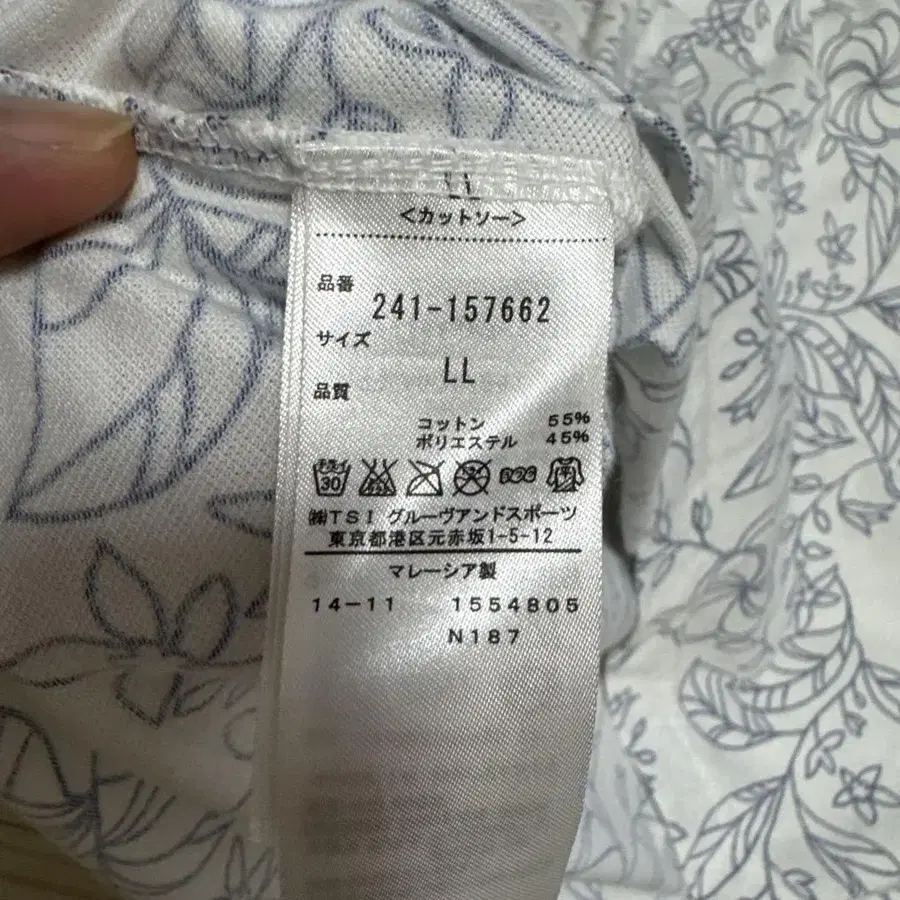 <カットソー>
品番
241-157662
サイズ
LL
品質
コットン 55%
ポリエステル 45%
30
㈱TSI グルーヴアンドスポーツ
東京都港区元赤坂1-5-12
マレーシア製
14-11 1554805
N187